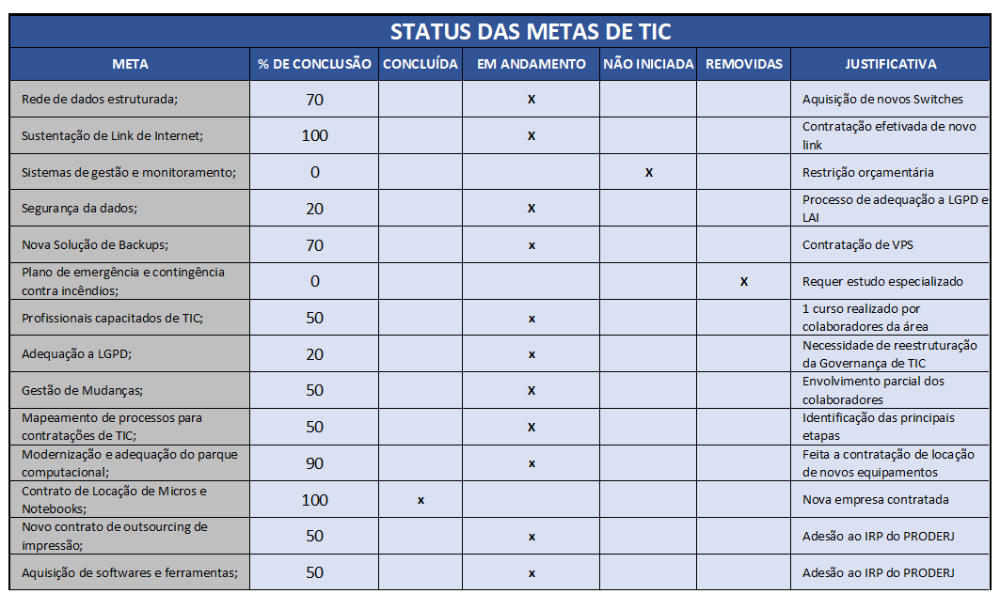 STATUS DAS METAS DE TIC
META % DE CONCLUSÃO CONCLUÍDA EM ANDAMENTO NÃO INICIADA REMOVIDAS JUSTIFICATIVA
Rede de dados estruturada; 70 X Aquisição de novos Switches
Sustentação de Link de Internet; 100 X Contratação efetivada de novo
link
Sistemas de gestão e monitoramento; 0 X Restrição orçamentária
Segurança da dados; 20 X Processo de adequação a LGPD e
LAI
Nova Solução de Backups; 70 x Contratação de VPS
Plano de emergência e contingência
contra incêndios; 0 X Requer estudo especializado
Profissionais capacitados de TIC; 50 x 1 curso realizado por
colaboradores da área
Adequação a LGPD; 20 x Necessidade de reestruturação
da Governança de TIC
Gestão de Mudanças; 50 X Envolvimento parcial dos
colaboradores
Mapeamento de processos para
contratações de TIC; 50 X Identificação das principais
etapas
Modernização e adequação do parque
computacional; 90 x Feita a contratação de locação
de novos equipamentos
Contrato de Locação de Micros e
Notebooks; 100 x Nova empresa contratada
Novo contrato de outsourcing de
impressão; 50 x Adesão ao IRP do PRODERJ
Aquisição de softwares e ferramentas; 50 x Adesão ao IRP do PRODERJ